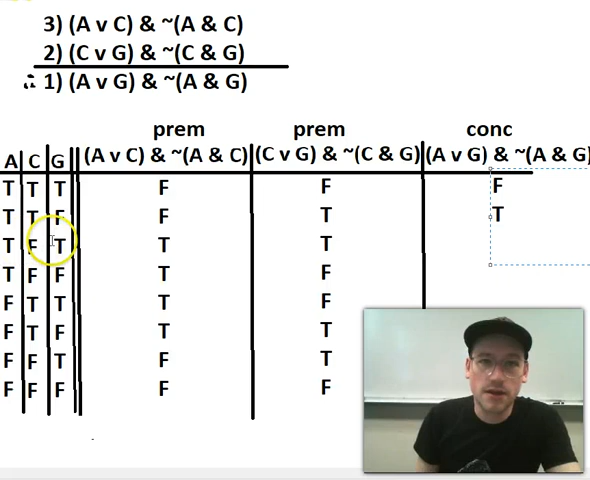 3) (A v C) & ~(A & C)
2) (C v G) & ~(C & G)
1) (A v G) & ~(A & G)
prem prem conc
A C G (A v C) & ~(A & C) (C v G) & ~(C & G) (A v G) & ~(A & G)
T T T F F F
T T F F T T
T F T T T
T F F T F
F T T T F
F T F T T
F F T F T
F F F F F